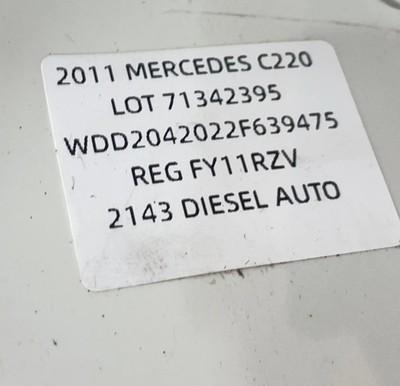 2011 MERCEDES C220
LOT 71342395
WDD2042022F639475
REG FY11RZV
2143 DIESEL AUTO